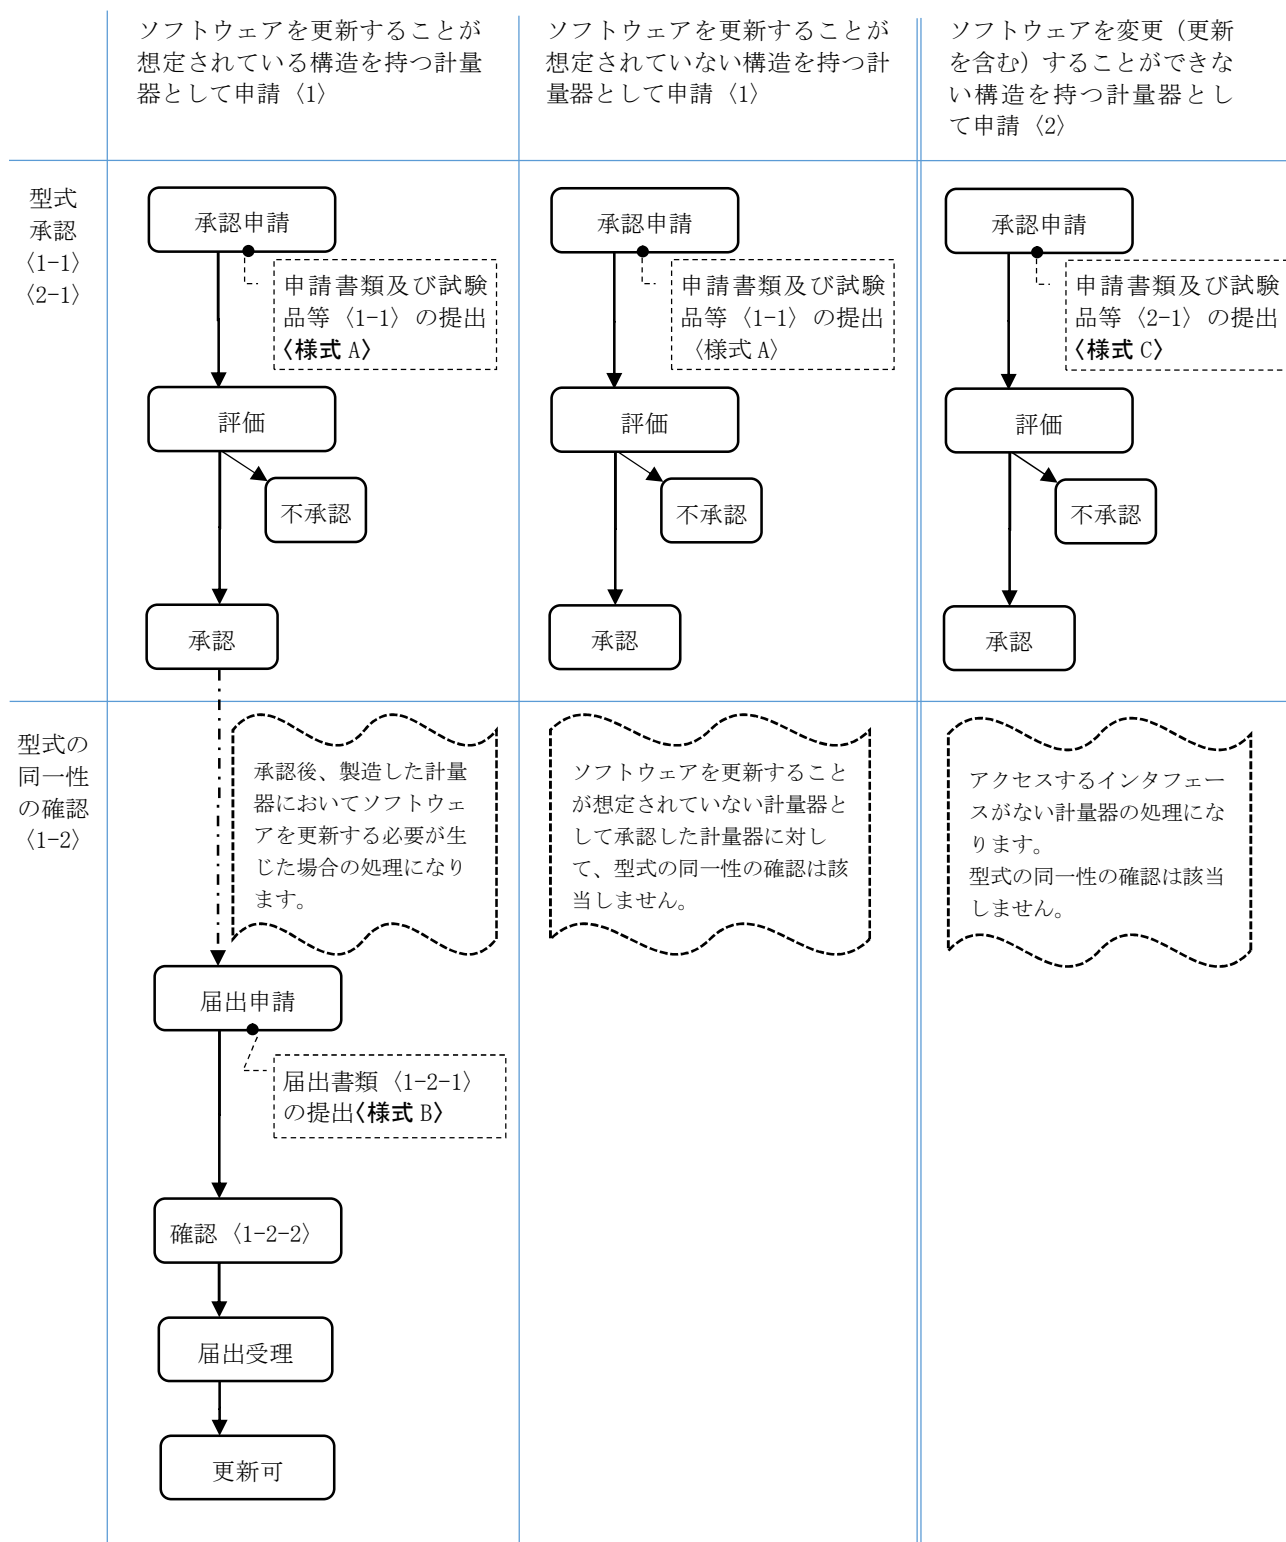 ソフトウェアを更新することが
想定されている構造を持つ計量
器として申請〈1〉
ソフトウェアを更新することが
想定されていない構造を持つ計
量器として申請〈1〉
ソフトウェアを変更（更新
を含む）することができな
い構造を持つ計量器とし
て申請〈2〉
型式
承認
〈1-1〉
〈2-1〉
承認申請
申請書類及び試験
品等〈1-1〉の提出
〈様式 A〉
評価
不承認
承認
承認申請
申請書類及び試験
品等〈1-1〉の提出
〈様式 A〉
評価
不承認
承認
承認申請
申請書類及び試験
品等〈2-1〉の提出
〈様式 C〉
評価
不承認
承認
型式の
同一性
の確認
〈1-2〉
承認後、製造した計量
器においてソフトウェ
アを更新する必要が生
じた場合の処理になり
ます。
届出申請
届出書類〈1-2-1〉
の提出〈様式 B〉
確認〈1-2-2〉
届出受理
更新可
ソフトウェアを更新すること
が想定されていない計量器と
して承認した計量器に対し
て、型式の同一性の確認は該
当しません。
アクセスするインタフェー
スがない計量器の処理にな
ります。
型式の同一性の確認は該当
しません。